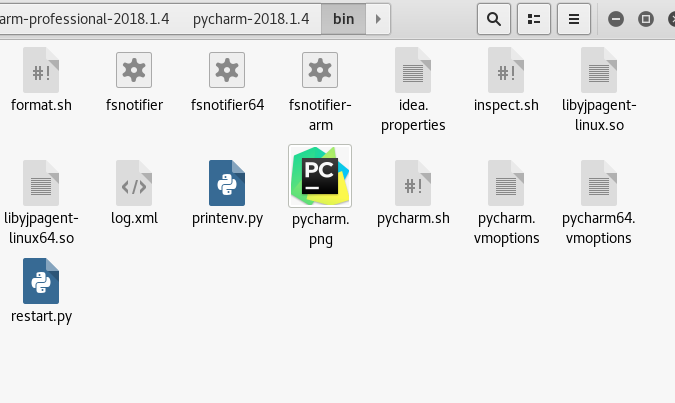 arm-professional-2018.1.4 pycharm-2018.1.4 bin
#! #!
format.sh fsnotifier fsnotifier64 fsnotifier- idea. inspect.sh libyjpagent-
arm properties linux.so
</> PC #!
libyjpagent- log.xml printenv.py pycharm. pycharm.sh pycharm. pycharm64.
linux64.so png vmoptions vmoptions
restart.py